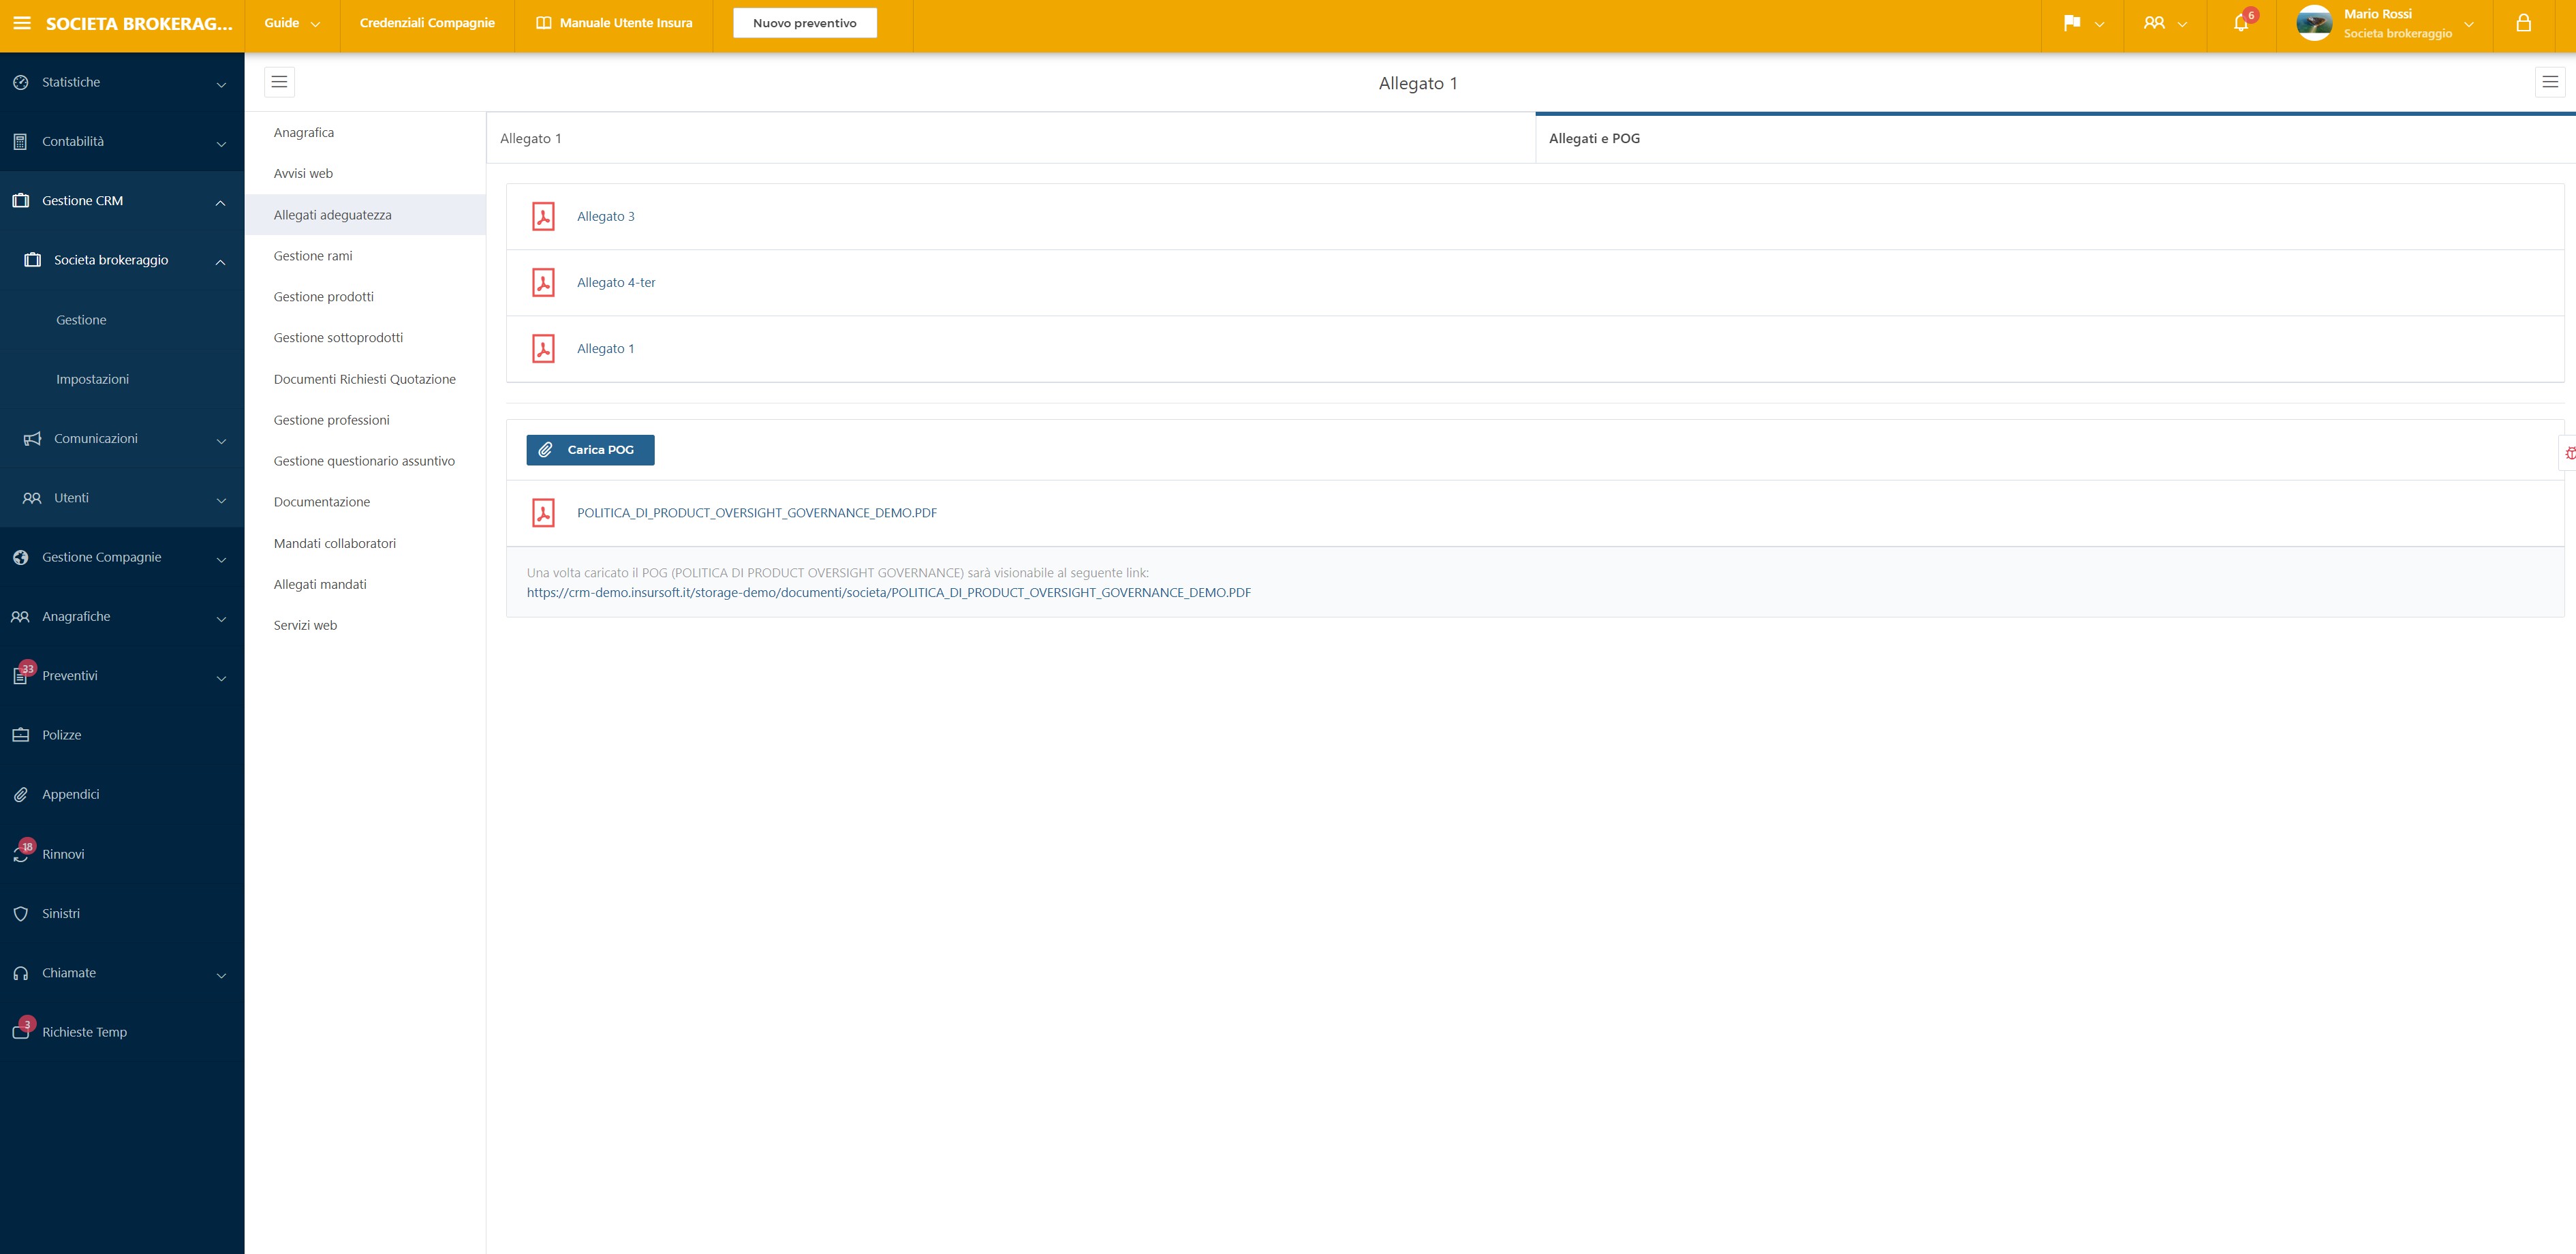 SOCIETA BROKERAG...
Guide
Credenziali Compagnie
Manuale Utente Insura
Nuovo preventivo
6
Mario Rossi
Societa brokeraggio
Statistiche
Contabilità
Gestione CRM
Societa brokeraggio
Gestione
Impostazioni
Comunicazioni
Utenti
Gestione Compagnie
Anagrafiche
33
Preventivi
Polizze
Appendici
18
Rinnovi
Sinistri
Chiamate
3
Richieste Temp
Allegato 1
Anagrafica
Avvisi web
Allegati adeguatezza
Gestione rami
Gestione prodotti
Gestione sottoprodotti
Documenti Richiesti Quotazione
Gestione professioni
Gestione questionario assuntivo
Documentazione
Mandati collaboratori
Allegati mandati
Servizi web
Allegato 1
Allegati e POG
Allegato 3
Allegato 4-ter
Allegato 1
Carica POG
POLITICA_DI_PRODUCT_OVERSIGHT_GOVERNANCE_DEMO.PDF
Una volta caricato il POG (POLITICA DI PRODUCT OVERSIGHT GOVERNANCE) sarà visionabile al seguente link:
https://crm-demo.insursoft.it/storage-demo/documenti/societa/POLITICA_DI_PRODUCT_OVERSIGHT_GOVERNANCE_DEMO.PDF